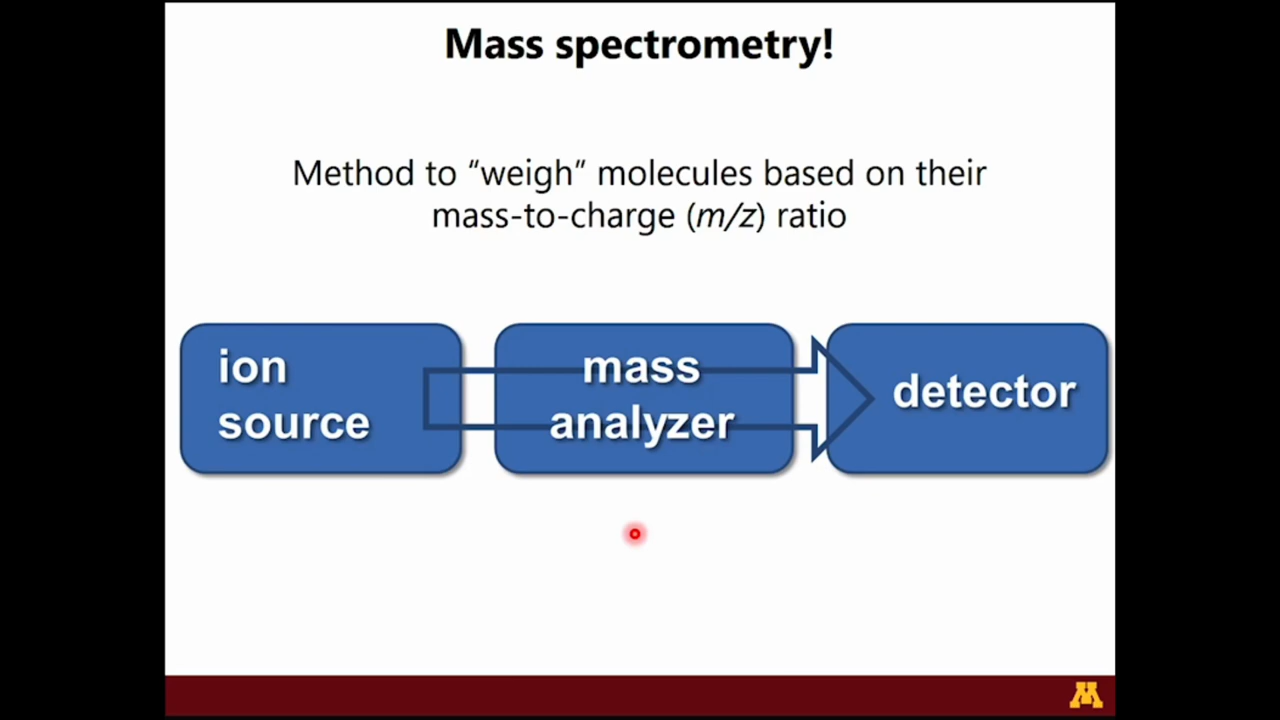 Mass spectrometry!
Method to “weigh” molecules based on their
mass-to-charge (m/z) ratio
ion
source
mass
analyzer
detector
M